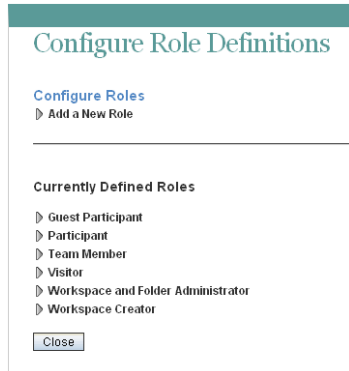 Configure Role Definitions
Configure Roles
Add a New Role
Currently Defined Roles
Guest Participant
Participant
Team Member
Visitor
Workspace and Folder Administrator
Workspace Creator
Close